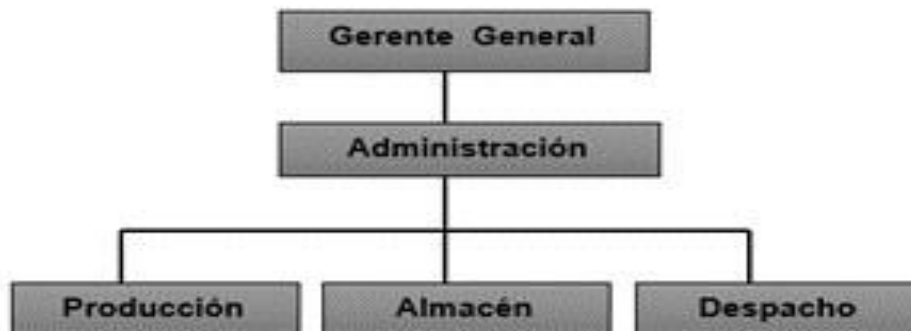 Gerente General
Administración
Producción
Almacén
Despacho